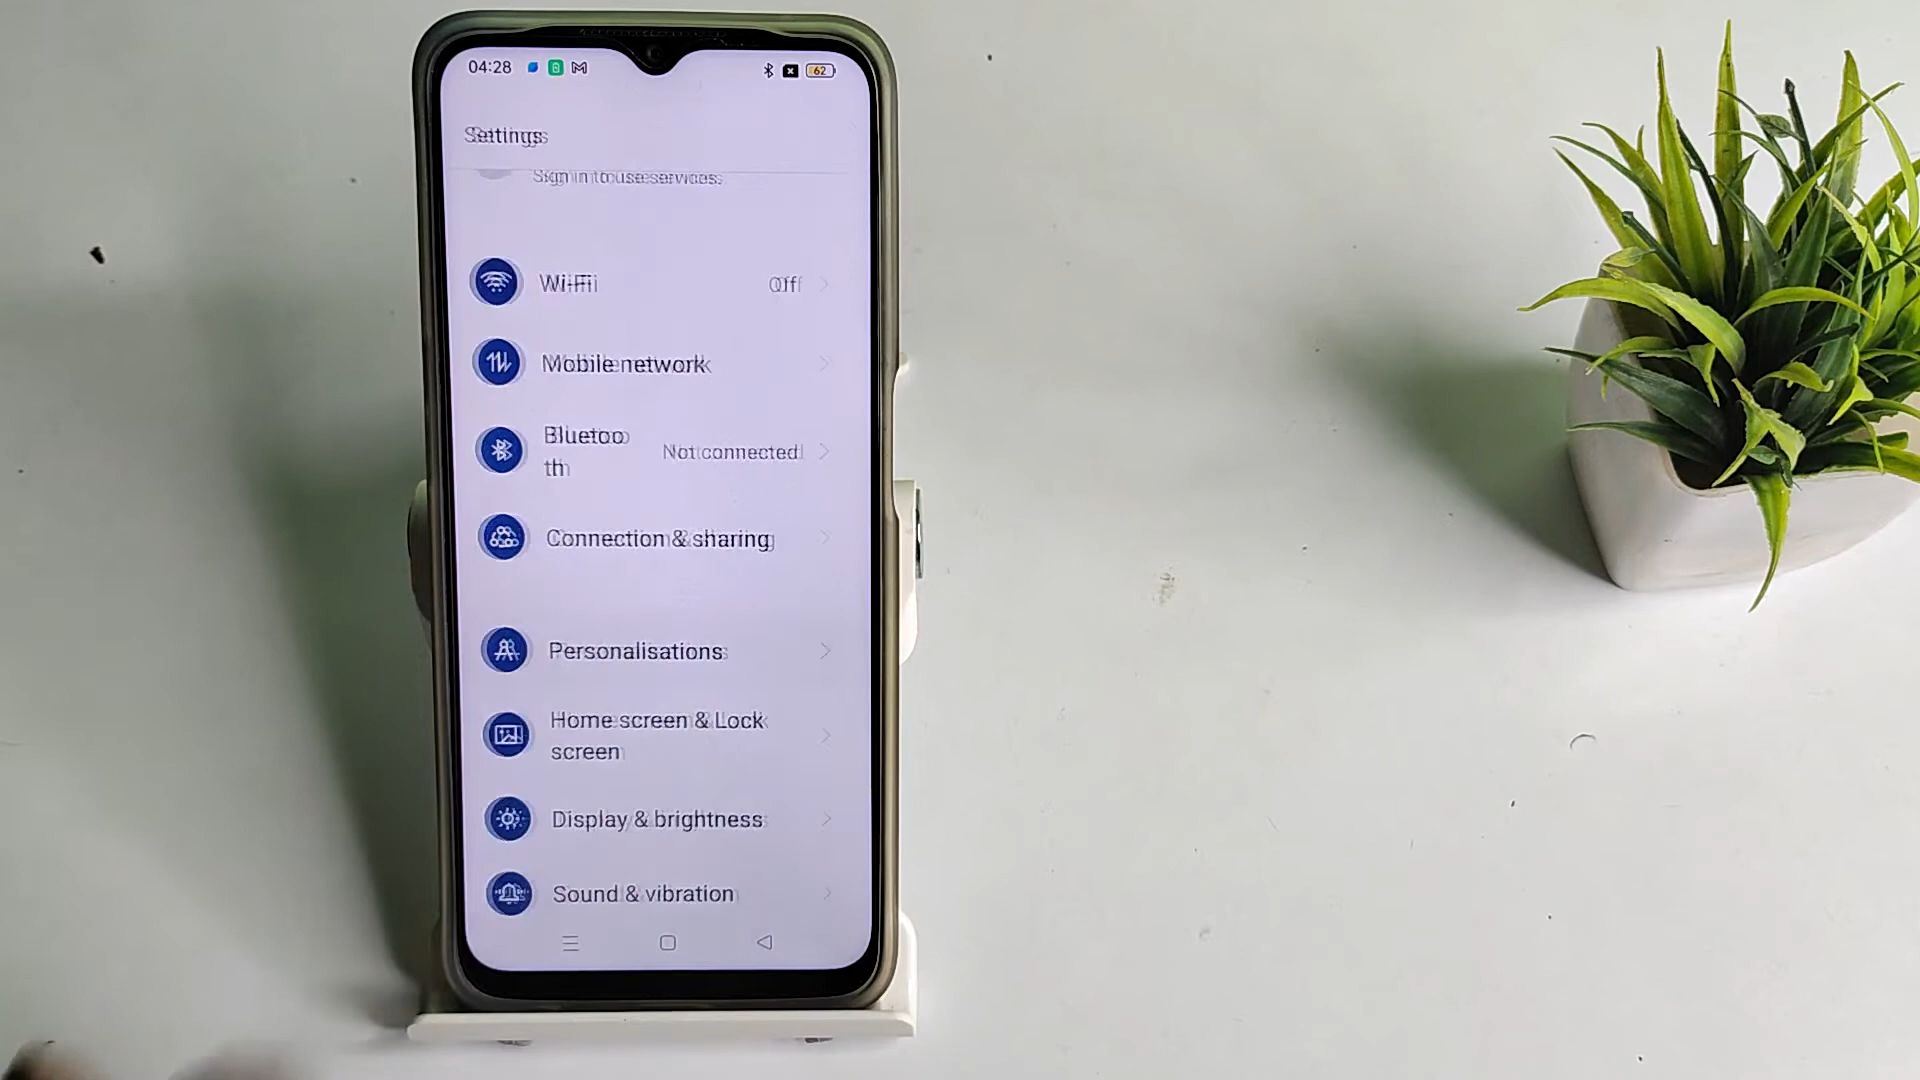 04:28
62
Settings
Sign in to use services.
Wi-Fi
Off
Mobile network
Bluetoo
th
Not connected
Connection & sharing
Personalisations
Home screen & Lock
screen
Display & brightness
Sound & vibration